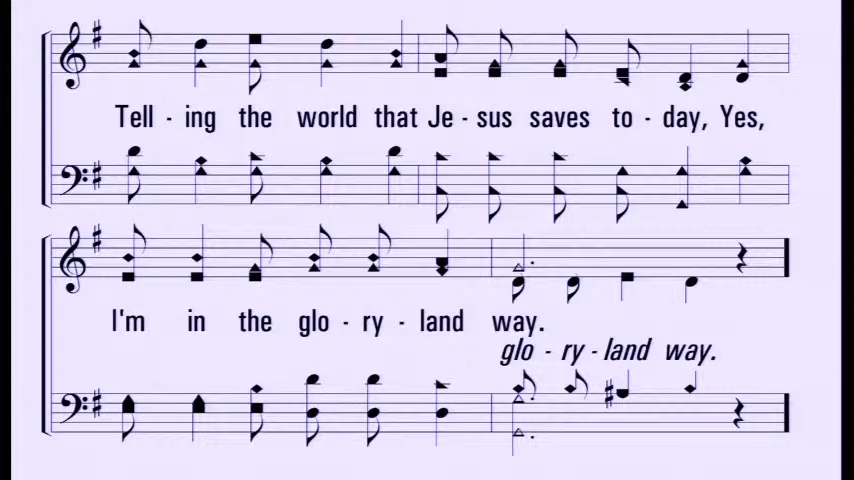 Tell - ing the world that Je - sus saves to - day, Yes,
I'm in the glo - ry - land way.
glo - ry - land way.